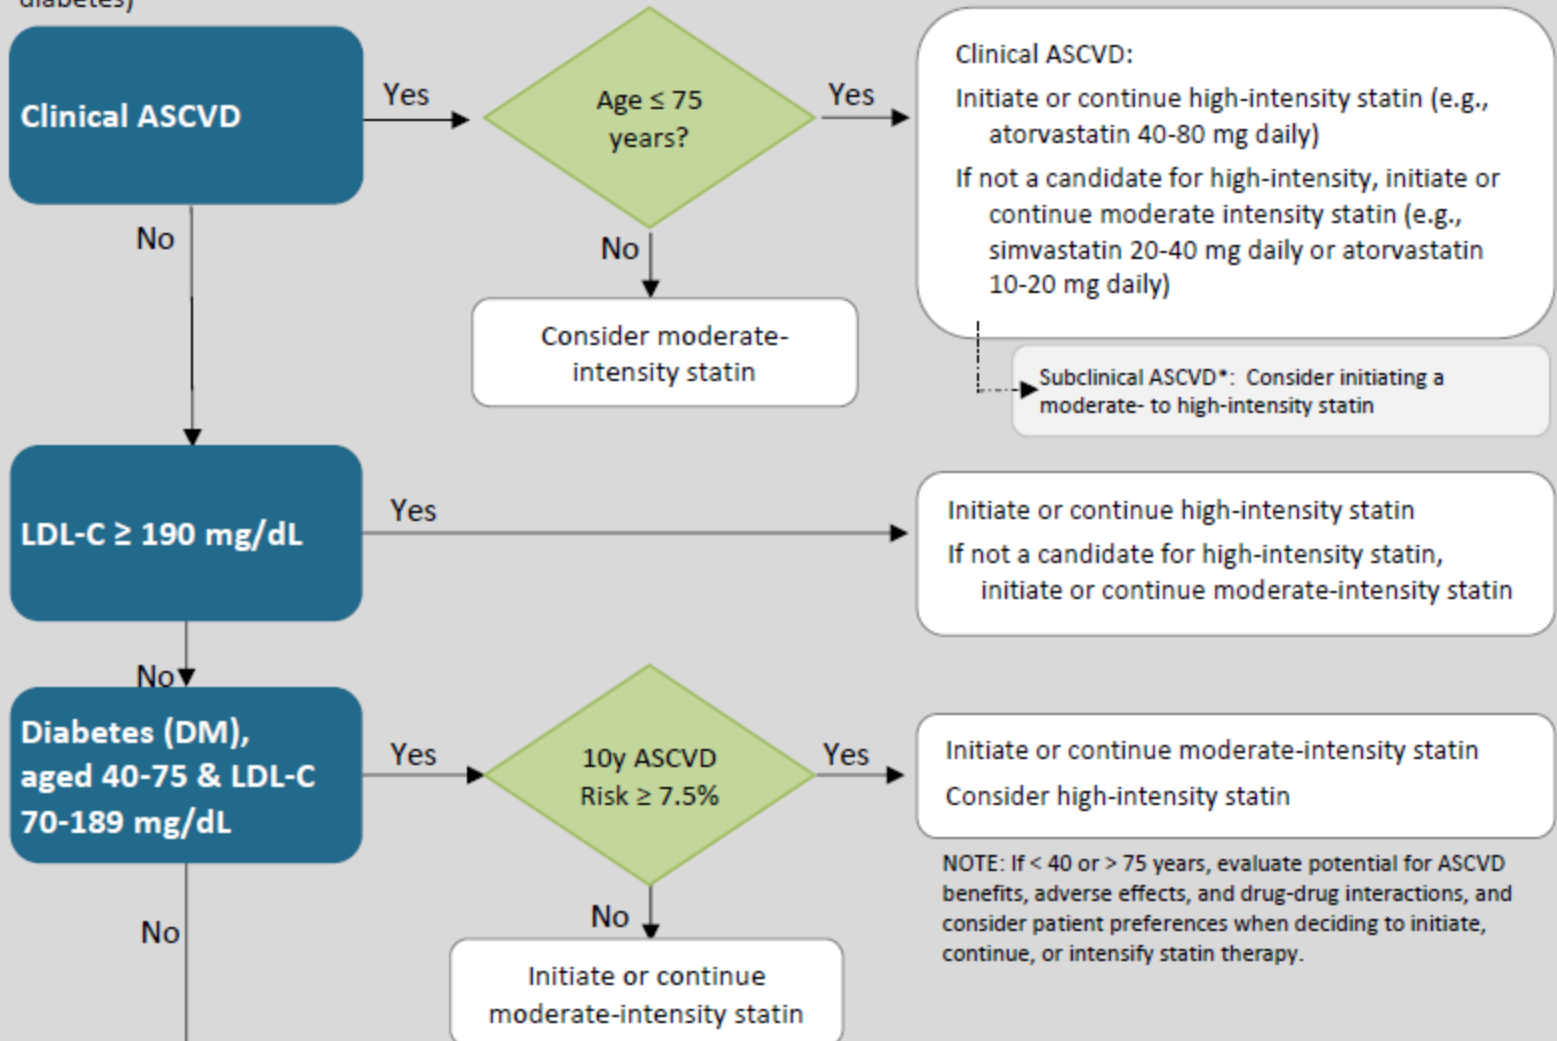 diabetes)
Clinical ASCVD
Yes
Age ≤ 75
years?
Yes
Clinical ASCVD:
Initiate or continue high-intensity statin (e.g.,
atorvastatin 40-80 mg daily)
If not a candidate for high-intensity, initiate or
continue moderate intensity statin (e.g.,
simvastatin 20-40 mg daily or atorvastatin
10-20 mg daily)
No
No
Consider moderate-
intensity statin
Subclinical ASCVD*:  Consider initiating a
moderate- to high-intensity statin
LDL-C ≥ 190 mg/dL
Yes
Initiate or continue high-intensity statin
If not a candidate for high-intensity statin,
initiate or continue moderate-intensity statin
No
Diabetes (DM),
aged 40-75 & LDL-C
70-189 mg/dL
Yes
10y ASCVD
Risk ≥ 7.5%
Yes
Initiate or continue moderate-intensity statin
Consider high-intensity statin
NOTE: If < 40 or > 75 years, evaluate potential for ASCVD
benefits, adverse effects, and drug-drug interactions, and
consider patient preferences when deciding to initiate,
continue, or intensify statin therapy.
No
No
Initiate or continue
moderate-intensity statin